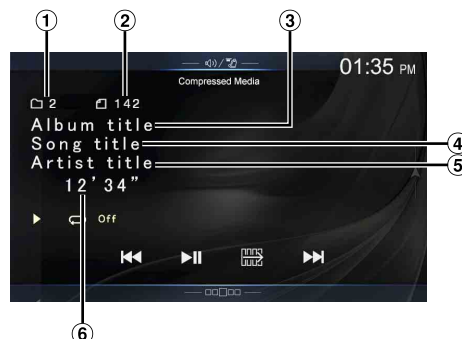 1 2 3
01:35 PM
Compressed Media
2 142
Album title
Song title 4
Artist title 5
12'34"
Off
6